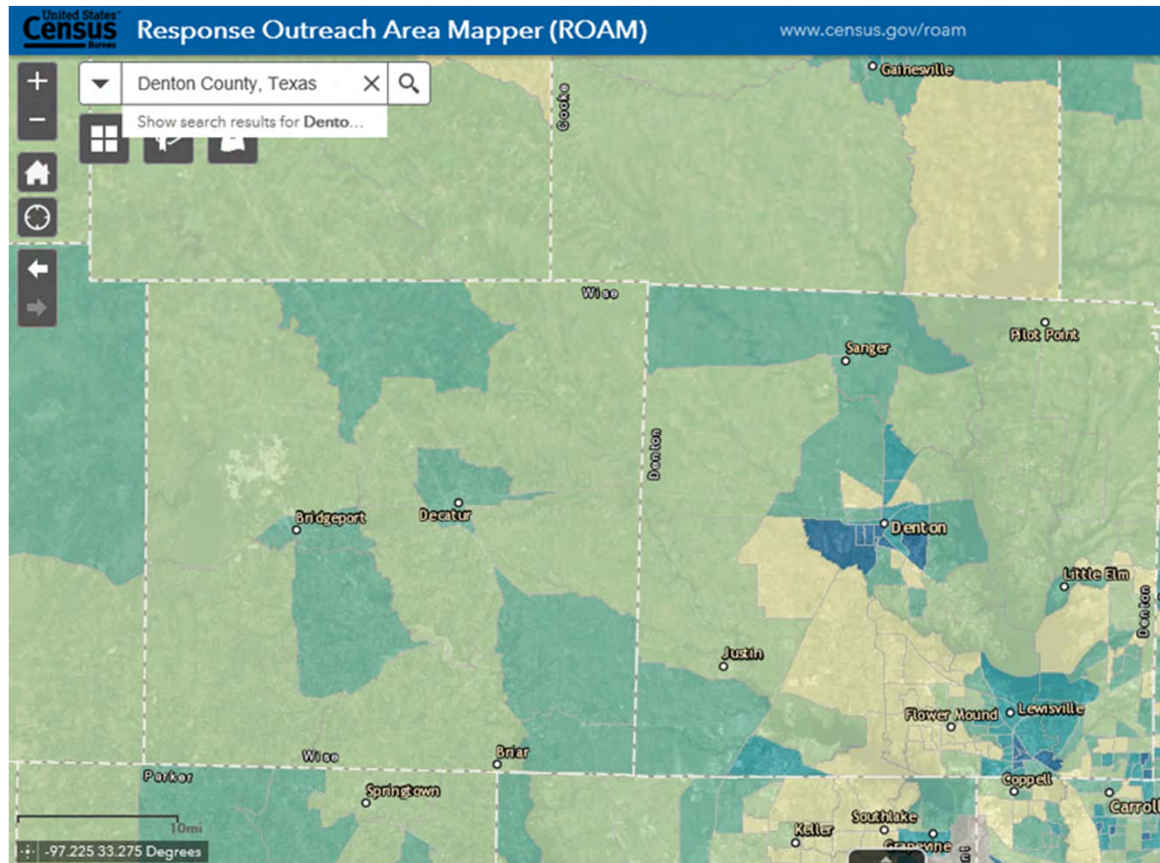 United States™
Census
Bureau
Response Outreach Area Mapper (ROAM)
www.census.gov/roam
+
Denton County, Texas
Show search results for Dento...
−
Cooke
Gainesville
Wise
Pilot Point
Sanger
Denton
Bridgeport
Decatur
Denton
Little Elm
Denton
Justin
Flower Mound
Lewisville
Wise
Briar
Parker
Springtown
Coppell
Carroll
10mi
Southlake
Keller
Grapevine
-97.225 33.275 Degrees